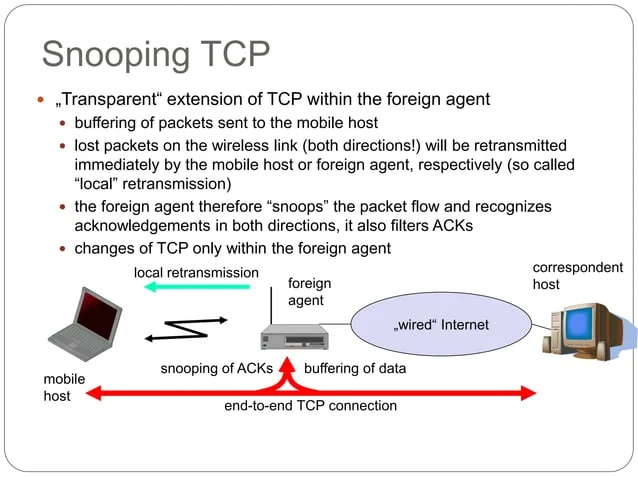 Snooping TCP
• „Transparent“ extension of TCP within the foreign agent
• buffering of packets sent to the mobile host
• lost packets on the wireless link (both directions!) will be retransmitted
immediately by the mobile host or foreign agent, respectively (so called
“local” retransmission)
• the foreign agent therefore “snoops” the packet flow and recognizes
acknowledgements in both directions, it also filters ACKs
• changes of TCP only within the foreign agent
local retransmission
foreign
agent
correspondent
host
„wired“ Internet
snooping of ACKs
buffering of data
mobile
host
end-to-end TCP connection